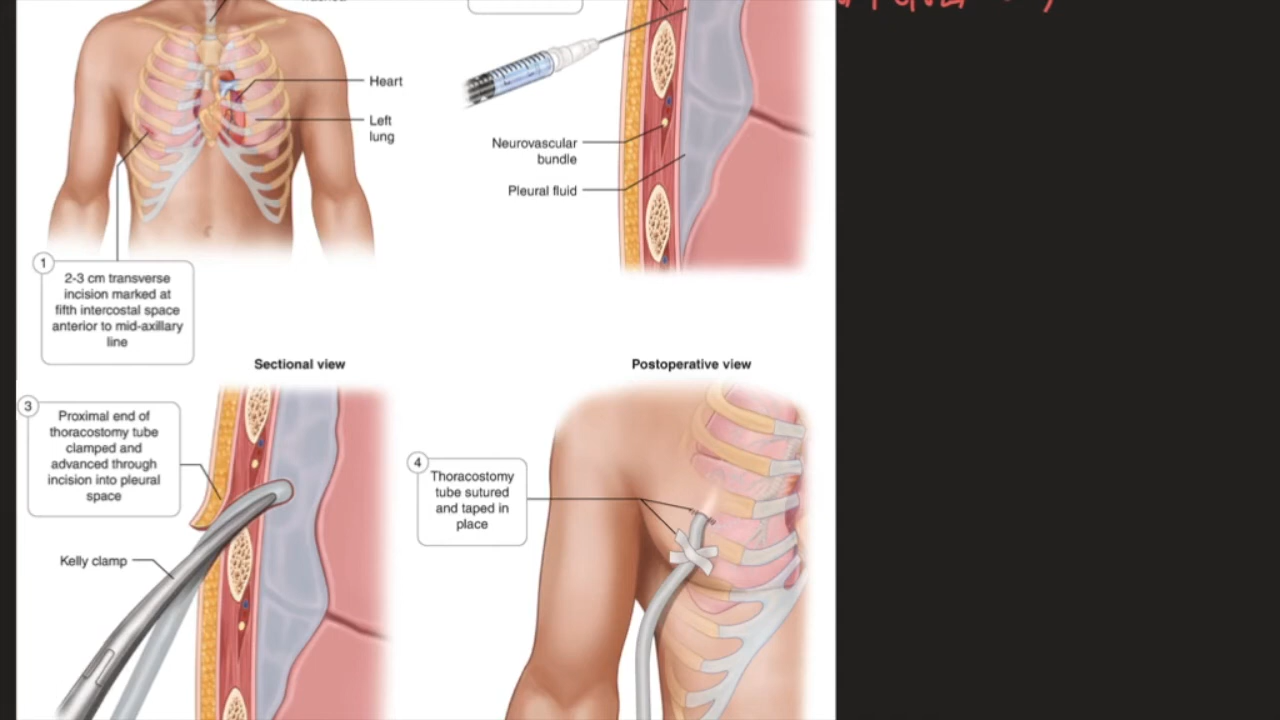 Heart
Left
lung
Neurovascular
bundle
Pleural fluid
1
2-3 cm transverse
incision marked at
fifth intercostal space
anterior to mid-axillary
line
Sectional view
Postoperative view
3
Proximal end of
thoracostomy tube
clamped and
advanced through
incision into pleural
space
Kelly clamp
4
Thoracostomy
tube sutured
and taped in
place